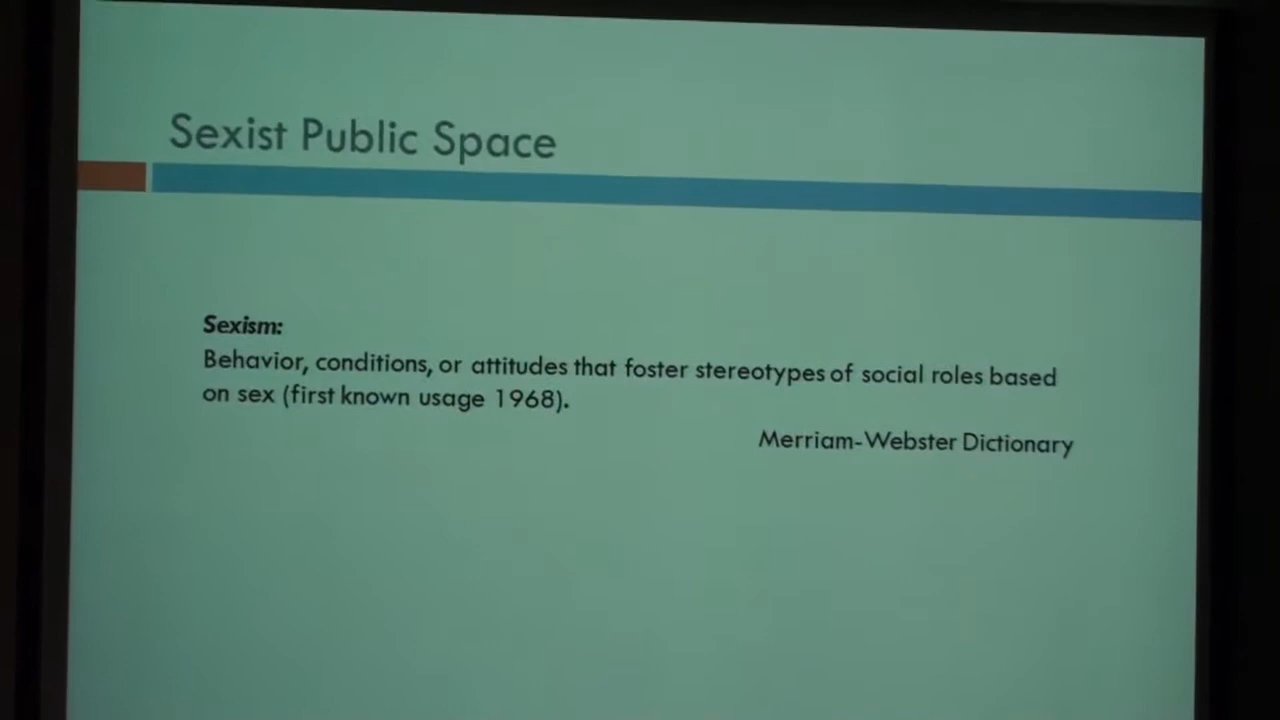 Sexist Public Space
Sexism:
Behavior, conditions, or attitudes that foster stereotypes of social roles based
on sex (first known usage 1968).
Merriam-Webster Dictionary